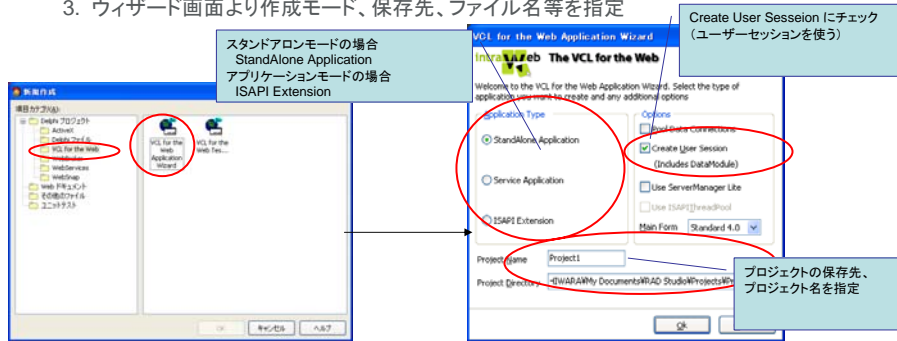 3. ウィザード画面より作成モード、保存先、ファイル名等を指定
Create User Sesseion にチェック
（ユーザーセッションを使う）
スタンドアロンモードの場合
StandAlone Application
アプリケーションモードの場合
ISAPI Extension
新規作成
項目カテゴリ(A):
Delphi プロジェクト
ActiveX
Delphi ファイル
VCL for the Web
WebBroker
WebServices
WebSnap
Web ドキュメント
その他のファイル
ユニットテスト
VCL for the
Web
Application
Wizard
VCL for the
Web Tes...
OK
キャンセル
ヘルプ
VCL for the Web Application Wizard
intraweb The VCL for the Web
Welcome to the VCL for the Web Application Wizard. Select the type of
application you want to create and any additional options
Application Type
StandAlone Application
Service Application
ISAPI Extension
Options
Pool Data Connections
Create User Session
(Includes DataModule)
Use ServerManager Lite
Use ISAPIThreadPool
Main Form
Standard 4.0
Project Name
Project1
Project Directory
HIWARA¥My Documents¥RAD Studio¥Projects¥Pr
Ok
プロジェクトの保存先、
プロジェクト名を指定